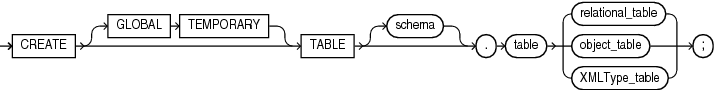 CREATE GLOBAL TEMPORARY TABLE schema . table relational_table
object_table ;
XMLType_table